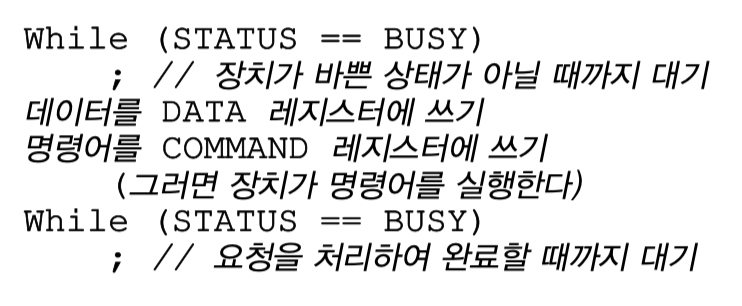 While (STATUS == BUSY)
; // 장치가 바쁜 상태가 아닐 때까지 대기
데이터를 DATA 레지스터에 쓰기
명령어를 COMMAND 레지스터에 쓰기
(그러면 장치가 명령어를 실행한다)
While (STATUS == BUSY)
; // 요청을 처리하여 완료할 때까지 대기